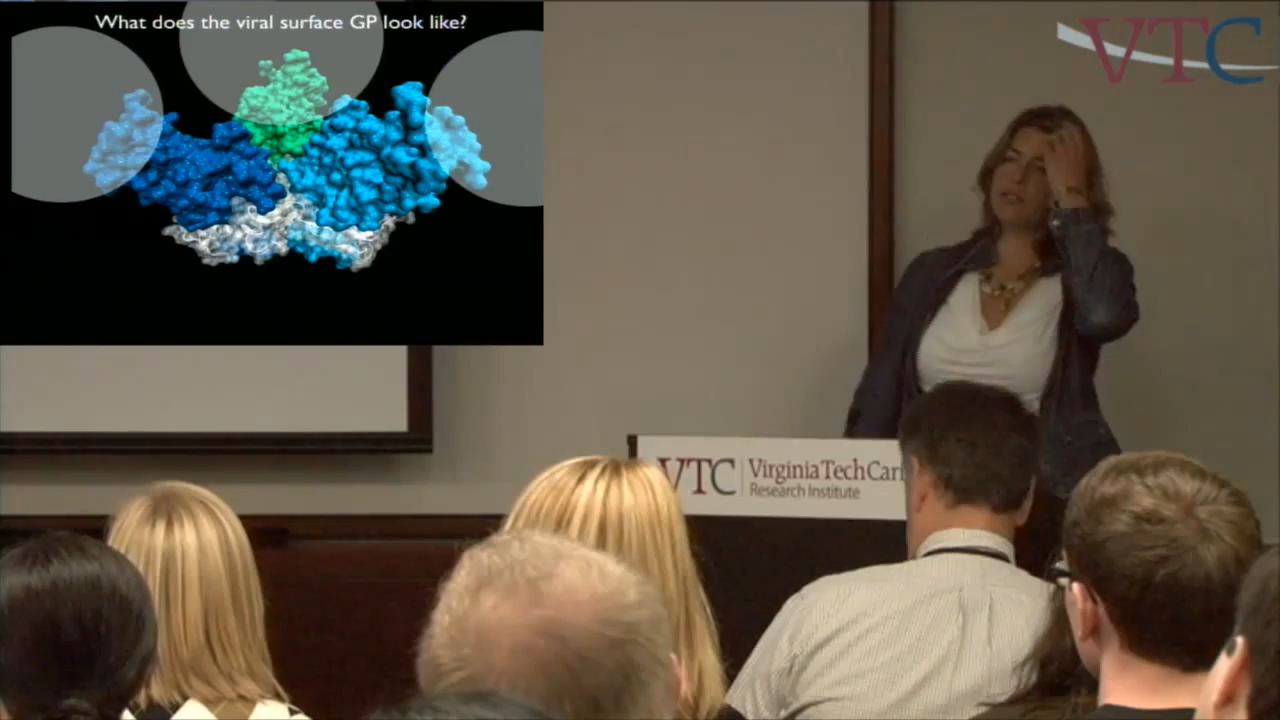 What does the viral surface GP look like?
VTC
VTC
Virginia Tech Cari
Research Institute